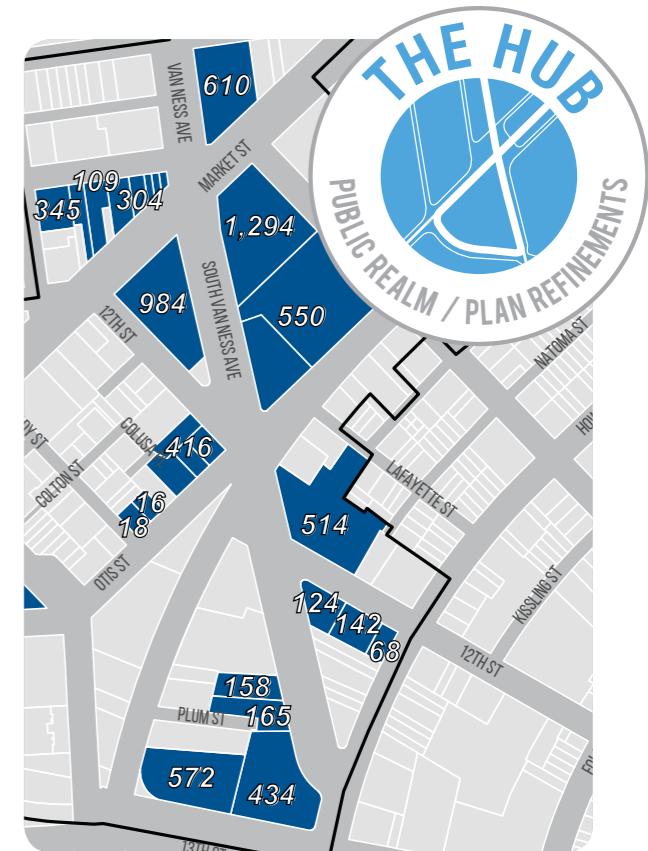 THE HUB
PUBLIC REALM / PLAN REFINEMENTS
VAN NESS AVE
610
MARKET ST
109
345
304
1,294
984
SOUTH VAN NESS AVE
550
12TH ST
NATOMA ST
COLUSA
416
COLTON ST
16
18
LAFAYETTE ST
514
OTIS ST
KISSLING ST
124
142
68
12TH ST
158
PLUM ST
165
572
434
13TH ST